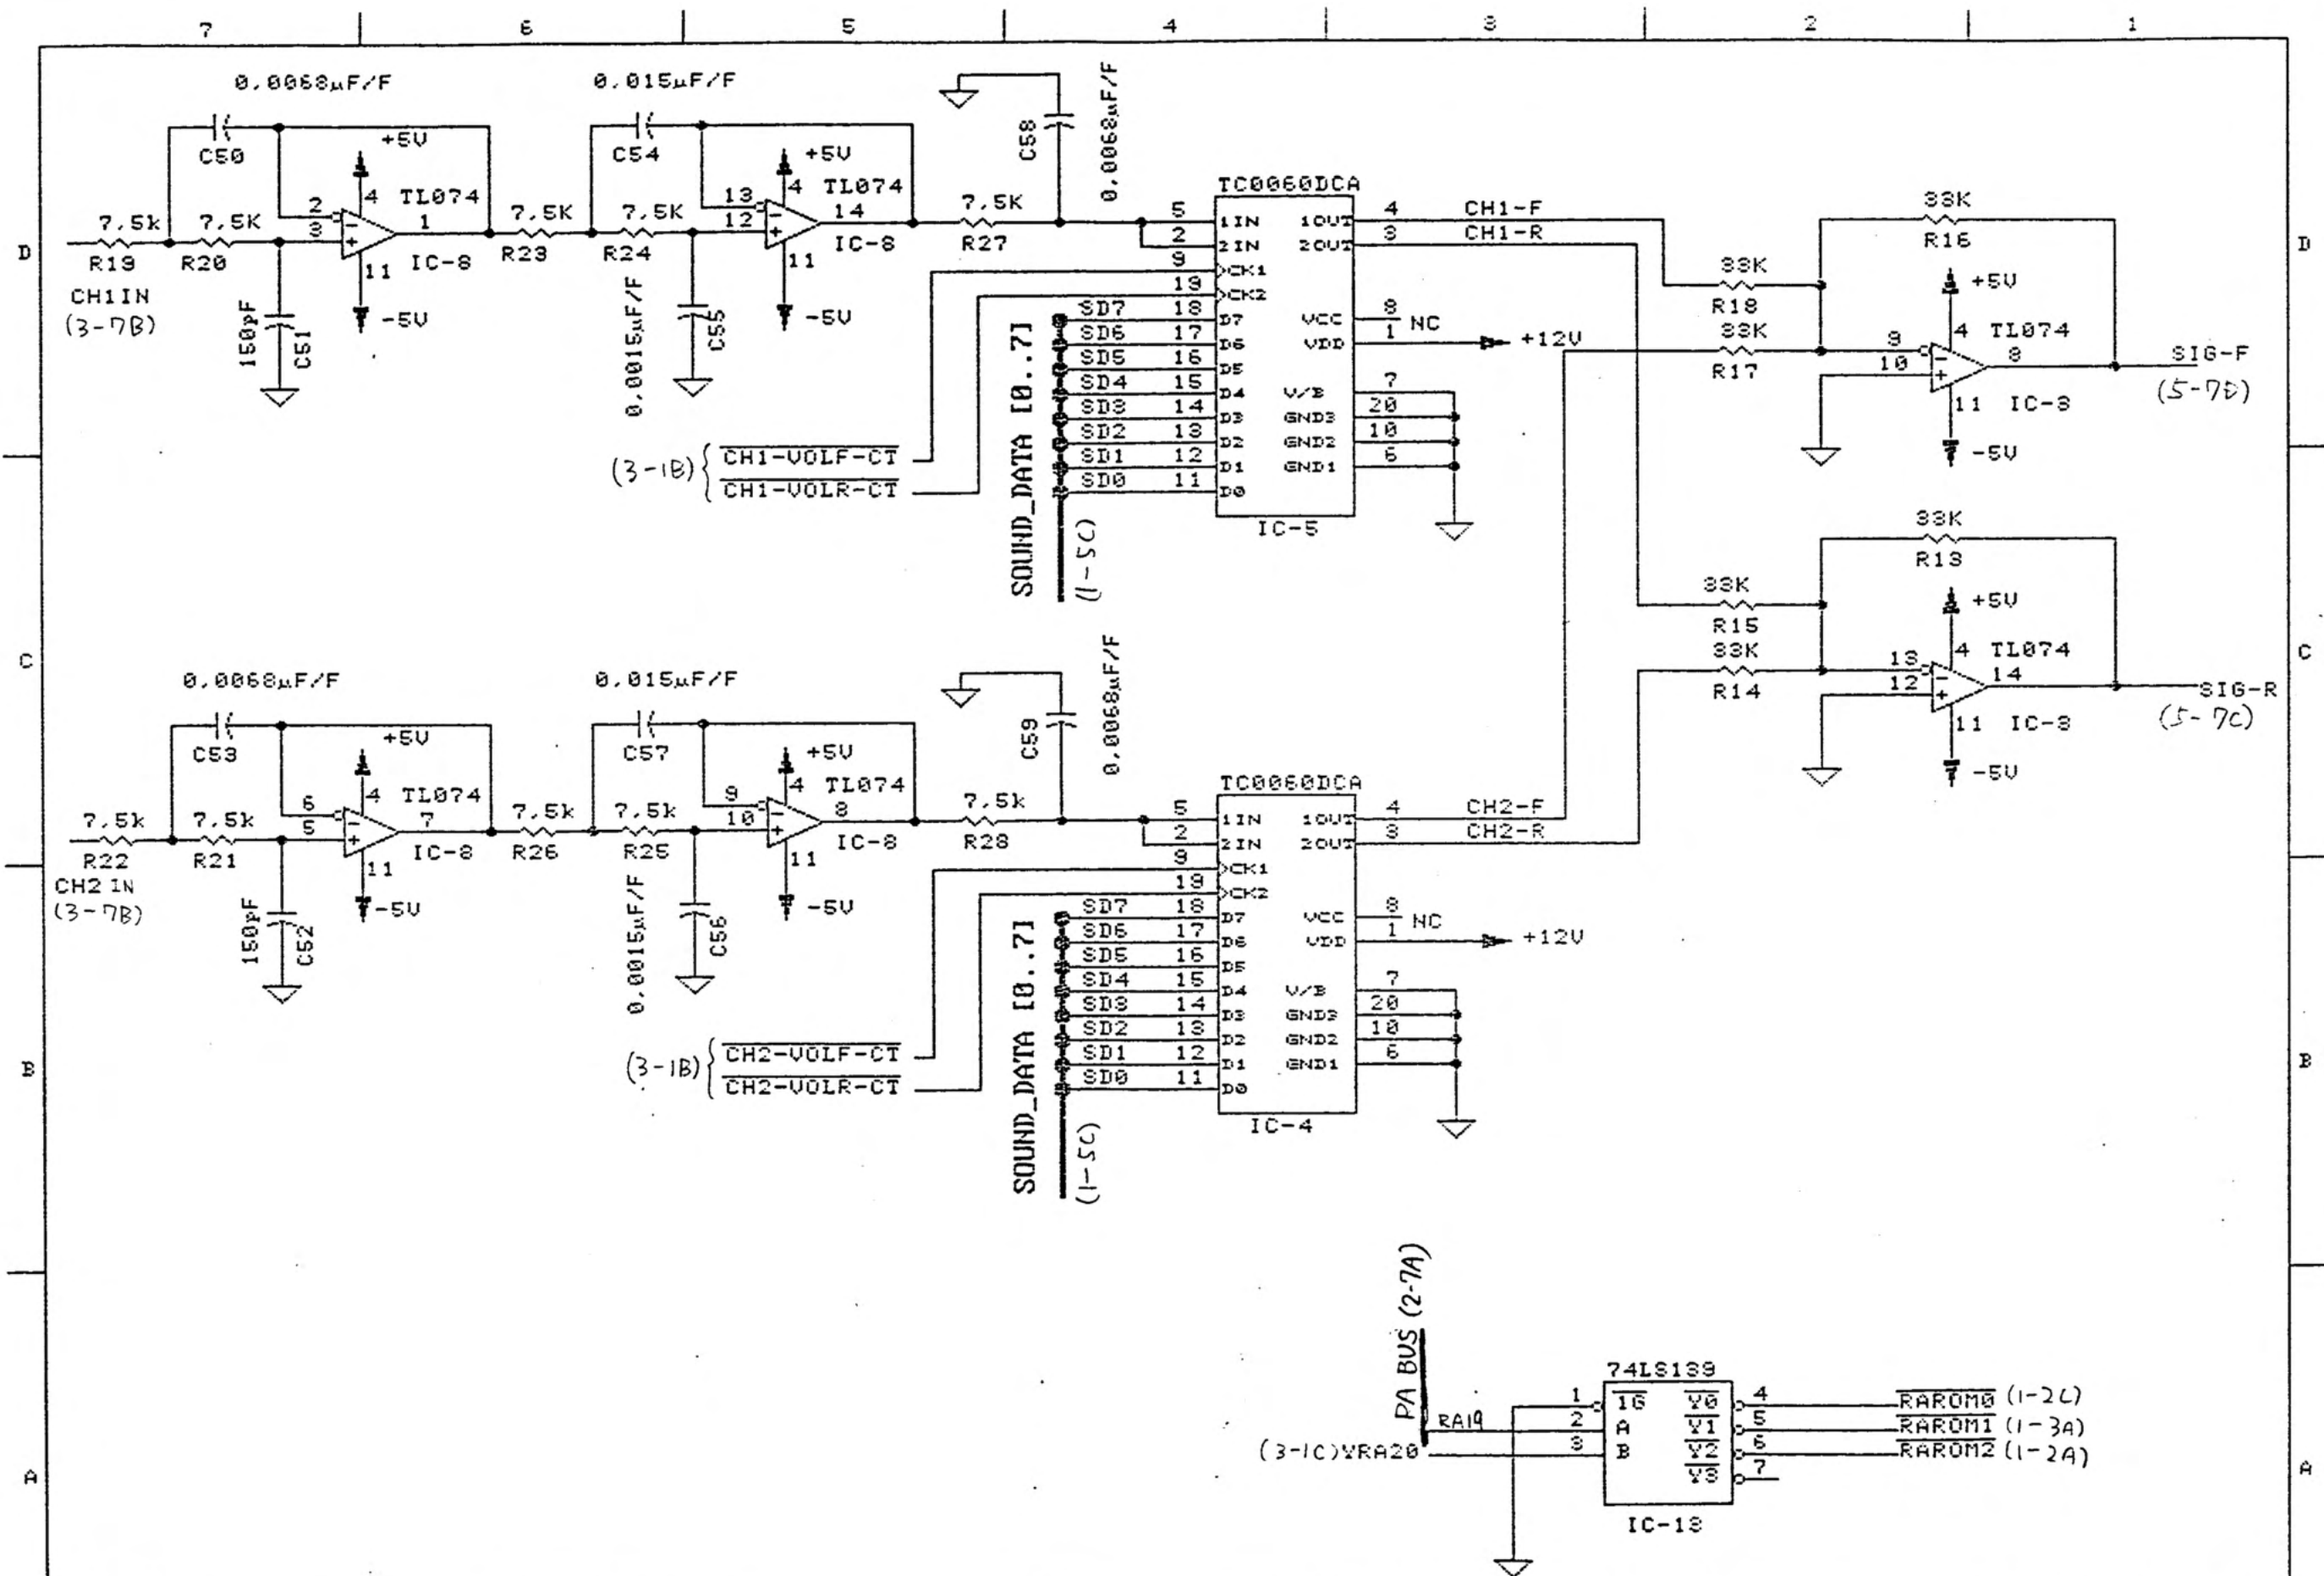 7 6 5 4 3 2 1
0.0068µF/F
C50
+5V
4
TL074
2
3
1
11
IC-8
-5V
7.5k
R19
7.5K
R20
CH1IN
(3-7B)
150pF
C51
7.5K
R23
0.015µF/F
C54
+5V
4
TL074
13
12
14
11
IC-8
-5V
7.5K
R24
0.0015µF/F
C55
7.5K
R27
C58
0.0068µF/F
TC0060DCA
5 1IN 1OUT 4 CH1-F
2 2IN 2OUT 3 CH1-R
9 CK1
19 CK2
SD7 18 D7 VCC 8 NC
SD6 17 D6 VDD 1 +12V
SD5 16 D5
SD4 15 D4 V/B 7
SD3 14 D3 GND3 20
SD2 13 D2 GND2 10
SD1 12 D1 GND1 6
SD0 11 D0
IC-5
(3-1B)
CH1-VOLF-CT
CH1-VOLR-CT
SOUND_DATA [0..7]
(1-5C)
33K
R16
33K
R18
33K
R17
+5V
4
TL074
9
10
8
11
IC-3
-5V
SIG-F
(5-7D)
33K
R13
33K
R15
33K
R14
+5V
4
TL074
13
12
14
11
IC-3
-5V
SIG-R
(5-7C)
0.0068µF/F
C53
+5V
4
TL074
6
5
7
11
IC-8
-5V
7.5k
R22
7.5k
R21
CH2 IN
(3-7B)
150pF
C52
7.5k
R26
0.015µF/F
C57
+5V
4
TL074
9
10
8
11
IC-8
-5V
7.5k
R25
0.0015µF/F
C56
7.5k
R28
C59
0.0068µF/F
TC0060DCA
5 1IN 1OUT 4 CH2-F
2 2IN 2OUT 3 CH2-R
9 CK1
19 CK2
SD7 18 D7 VCC 8 NC
SD6 17 D6 VDD 1 +12V
SD5 16 D5
SD4 15 D4 V/B 7
SD3 14 D3 GND3 20
SD2 13 D2 GND2 10
SD1 12 D1 GND1 6
SD0 11 D0
IC-4
(3-1B)
CH2-VOLF-CT
CH2-VOLR-CT
SOUND_DATA [0..7]
(1-5C)
PA BUS (2-7A)
RA19
(3-1C) YRA20
74LS139
1 1G Y0 4 RAROM0 (1-2C)
2 A Y1 5 RAROM1 (1-3A)
3 B Y2 6 RAROM2 (1-2A)
Y3 7
IC-13
D D
C C
B B
A A